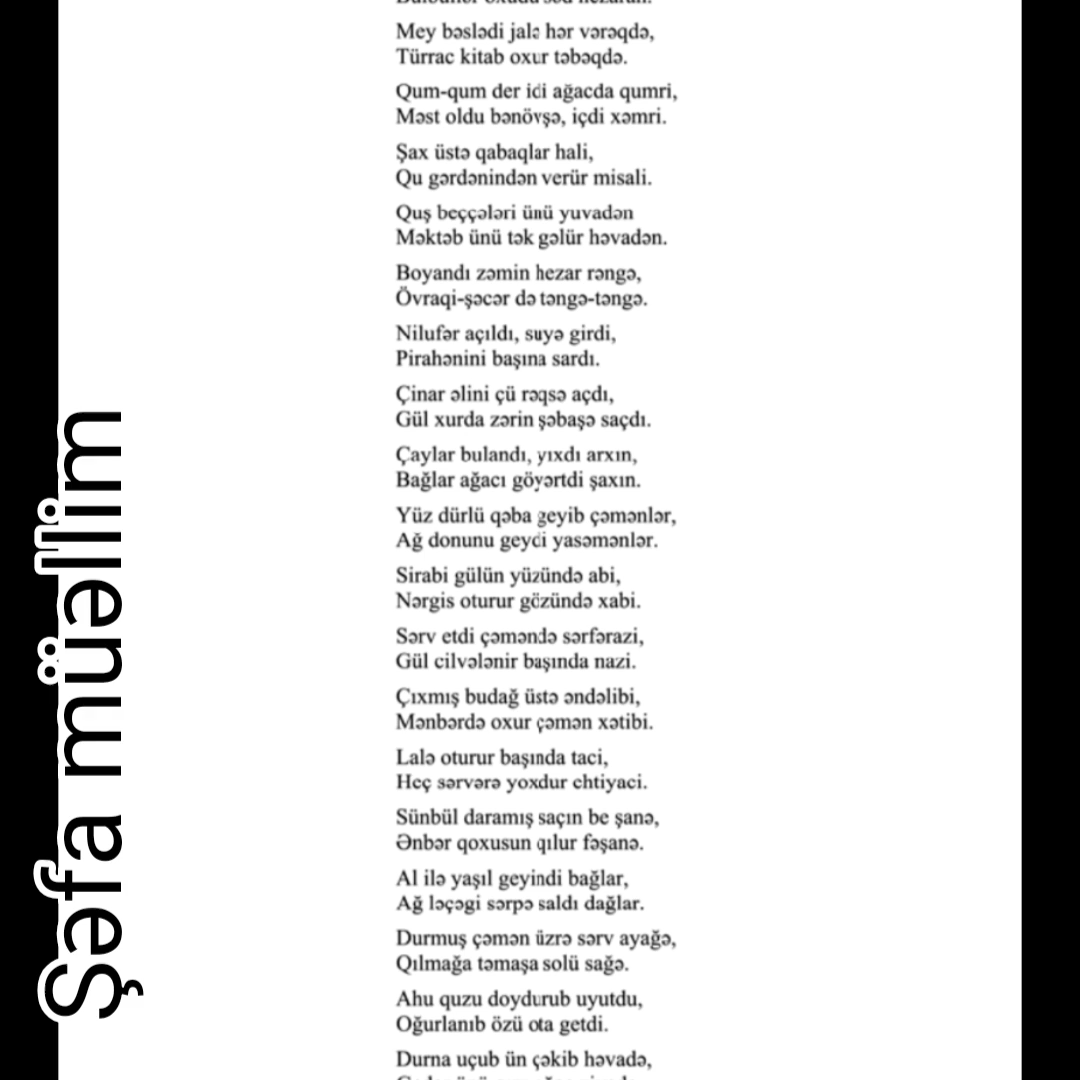 Mey bəslədi jalə hər vərəqdə,
Türrac kitab oxur təbəqdə.
Qum-qum der idi ağacda qumri,
Məst oldu bənövşə, içdi xəmri.
Şax üstə qabaqlar hali,
Qu gərdənindən verür misali.
Quş beççələri ünü yuvadən
Məktəb ünü tək gəlür həvadən.
Boyandı zəmin hezar rəngə,
Övraqi-şəcər də təngə-təngə.
Nilufər açıldı, suyə girdi,
Pirahənini başına sardı.
Çinar əlini çü rəqsə açdı,
Gül xurda zərin şəbaşə saçdı.
Çaylar bulandı, yıxdı arxın,
Bağlar ağacı göyərtdi şaxın.
Yüz dürlü qəba geyib çəmənlər,
Ağ donunu geydi yasəmənlər.
Sirabi gülün yüzündə abi,
Nərgis oturur gözündə xabi.
Sərv etdi çəməndə sərfərazi,
Gül cilvələnir başında nazi.
Çıxmış budağ üstə əndəlibi,
Mənbərdə oxur çəmən xətibi.
Lalə oturur başında taci,
Heç sərvərə yoxdur ehtiyaci.
Sünbül daramış saçın be şanə,
Ənbər qoxusun qılur fəşanə.
Al ilə yaşıl geyindi bağlar,
Ağ ləçəgi sərpə saldı dağlar.
Durmuş çəmən üzrə sərv ayağə,
Qılmağa təmaşa solü sağə.
Ahu quzu doydurub uyutdu,
Oğurlanıb özü ota getdi.
Durna uçub ün çəkib həvadə,
Şəfa müəllim